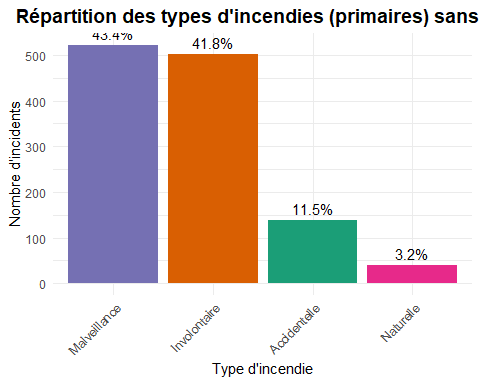 Répartition des types d'incendies (primaires) sans
43.4%
41.8%
11.5%
3.2%
Nombre d'incidents
500
400
300
200
100
0
Malveillance
Involontaire
Accidentelle
Naturelle
Type d'incendie